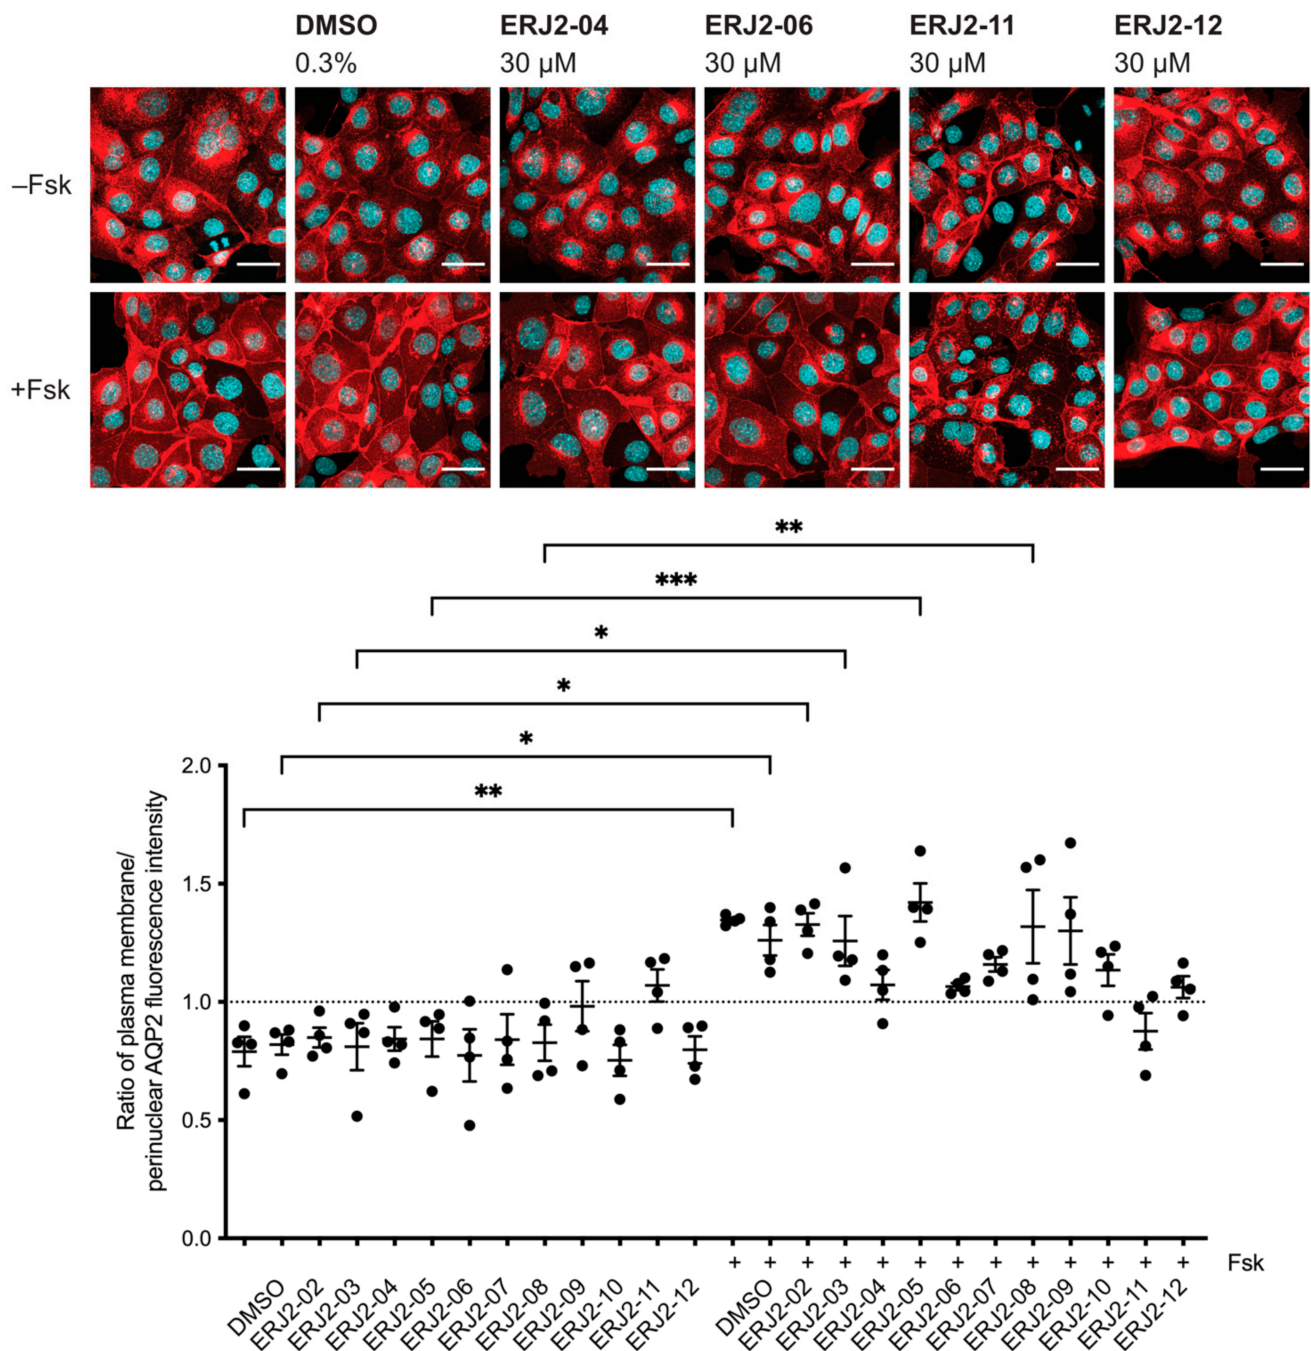 DMSO ERJ2-04 ERJ2-06 ERJ2-11 ERJ2-12
0.3% 30 µM 30 µM 30 µM 30 µM
–Fsk
+Fsk
**
***
*
*
*
**
Ratio of plasma membrane/
perinuclear AQP2 fluorescence intensity
2.0
1.5
1.0
0.5
0.0
+ + + + + + + + + + + + + Fsk
DMSO ERJ2-02 ERJ2-03 ERJ2-04 ERJ2-05 ERJ2-06 ERJ2-07 ERJ2-08 ERJ2-09 ERJ2-10 ERJ2-11 ERJ2-12 DMSO ERJ2-02 ERJ2-03 ERJ2-04 ERJ2-05 ERJ2-06 ERJ2-07 ERJ2-08 ERJ2-09 ERJ2-10 ERJ2-11 ERJ2-12